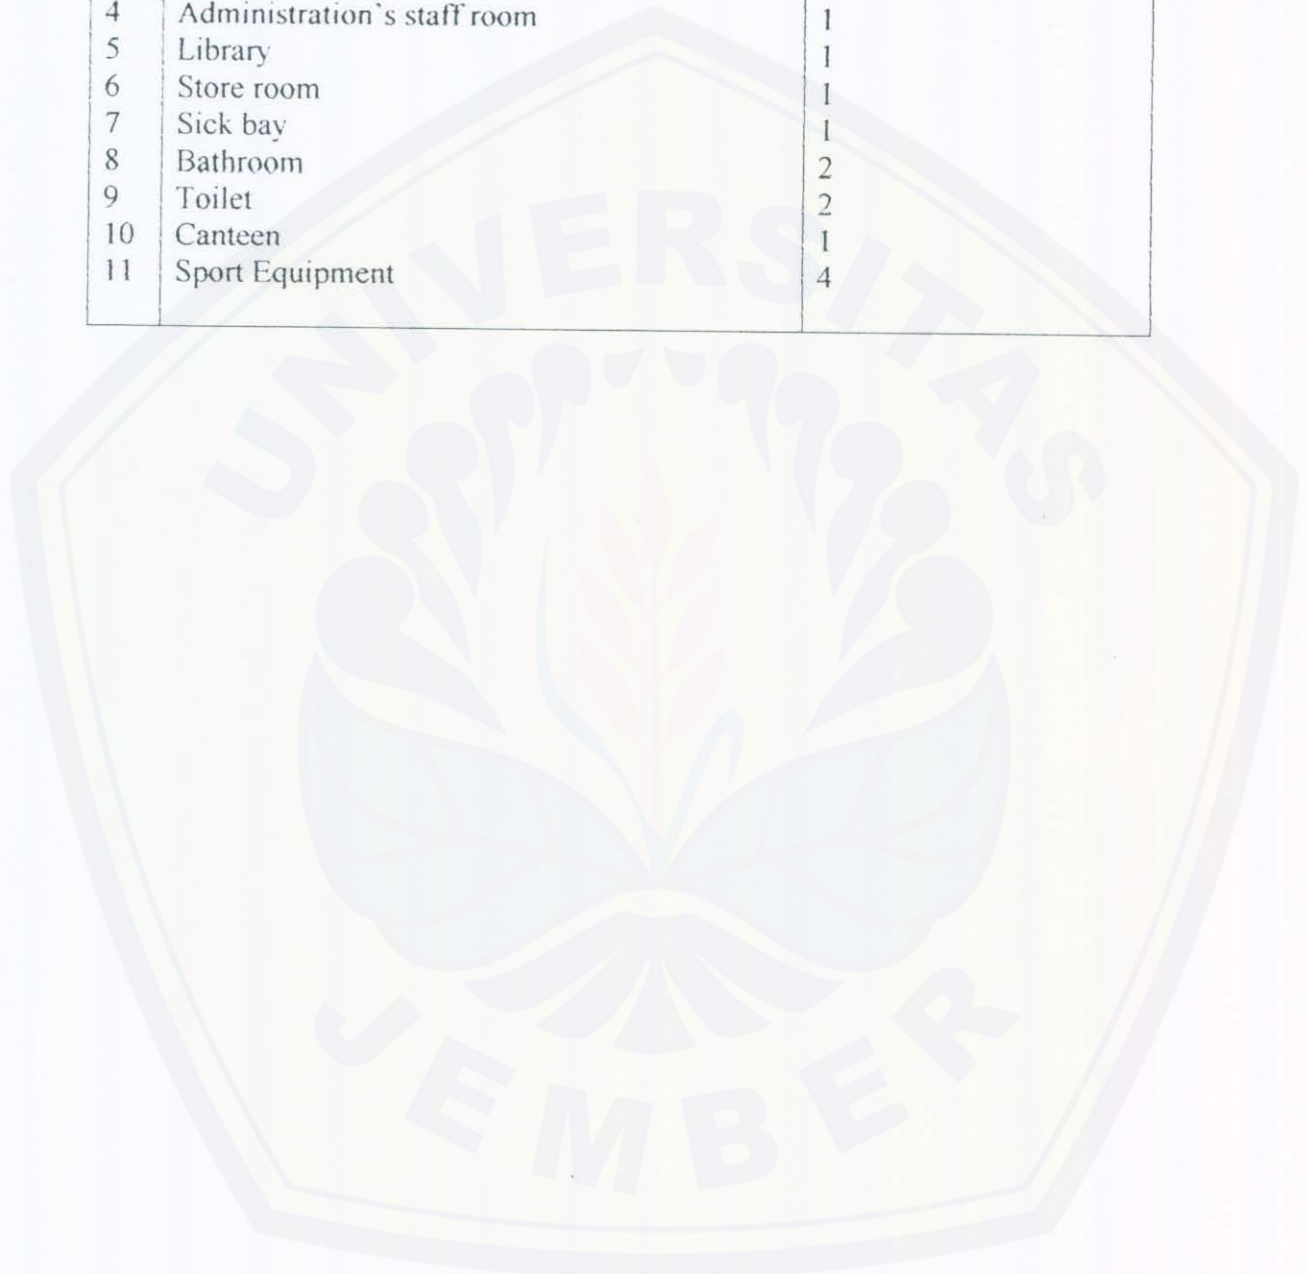 4 Administration`s staff room 1
5 Library 1
6 Store room 1
7 Sick bay 1
8 Bathroom 2
9 Toilet 2
10 Canteen 1
11 Sport Equipment 4
UNIVERSITAS
JEMBER